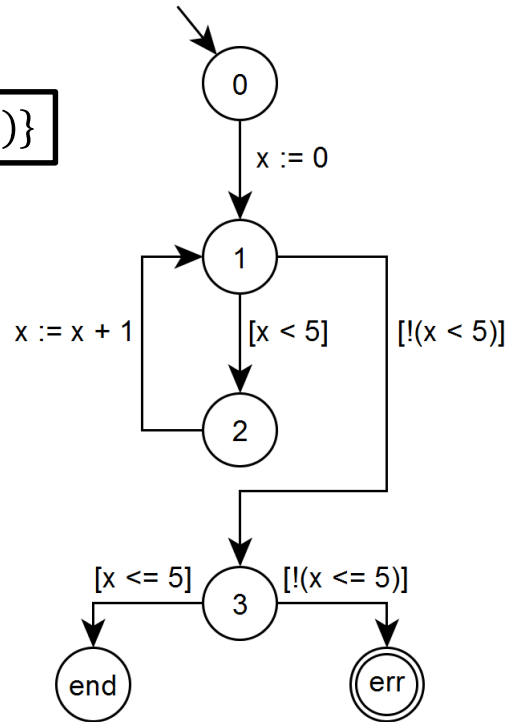 0
)}
x := 0
1
x := x + 1
[x < 5]
[!(x < 5)]
2
[x <= 5]
[!(x <= 5)]
3
end
err